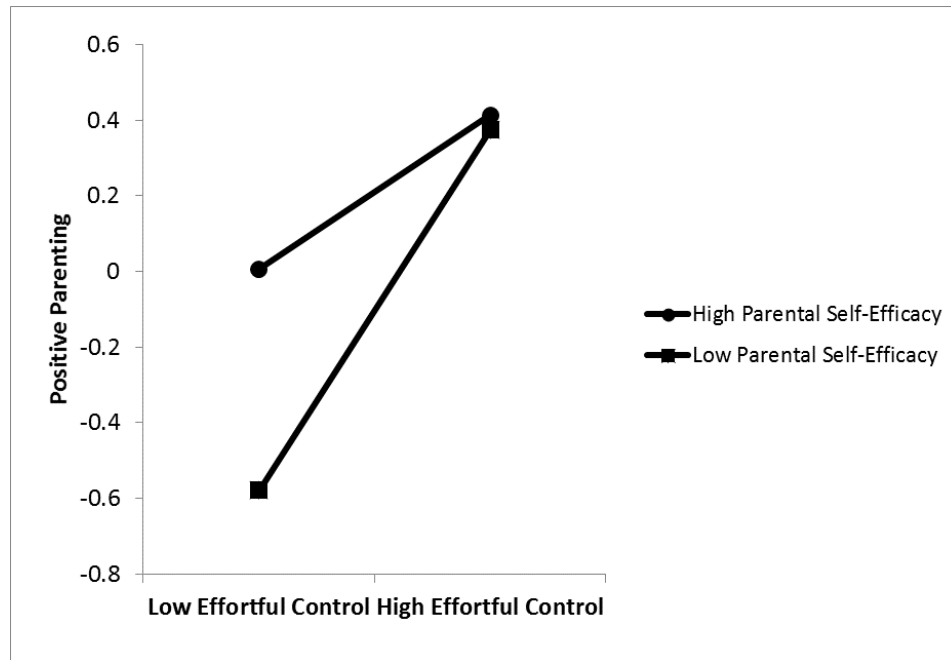 0.6
0.4
0.2
0
-0.2
-0.4
-0.6
-0.8
Positive Parenting
Low Effortful Control High Effortful Control
High Parental Self-Efficacy
Low Parental Self-Efficacy